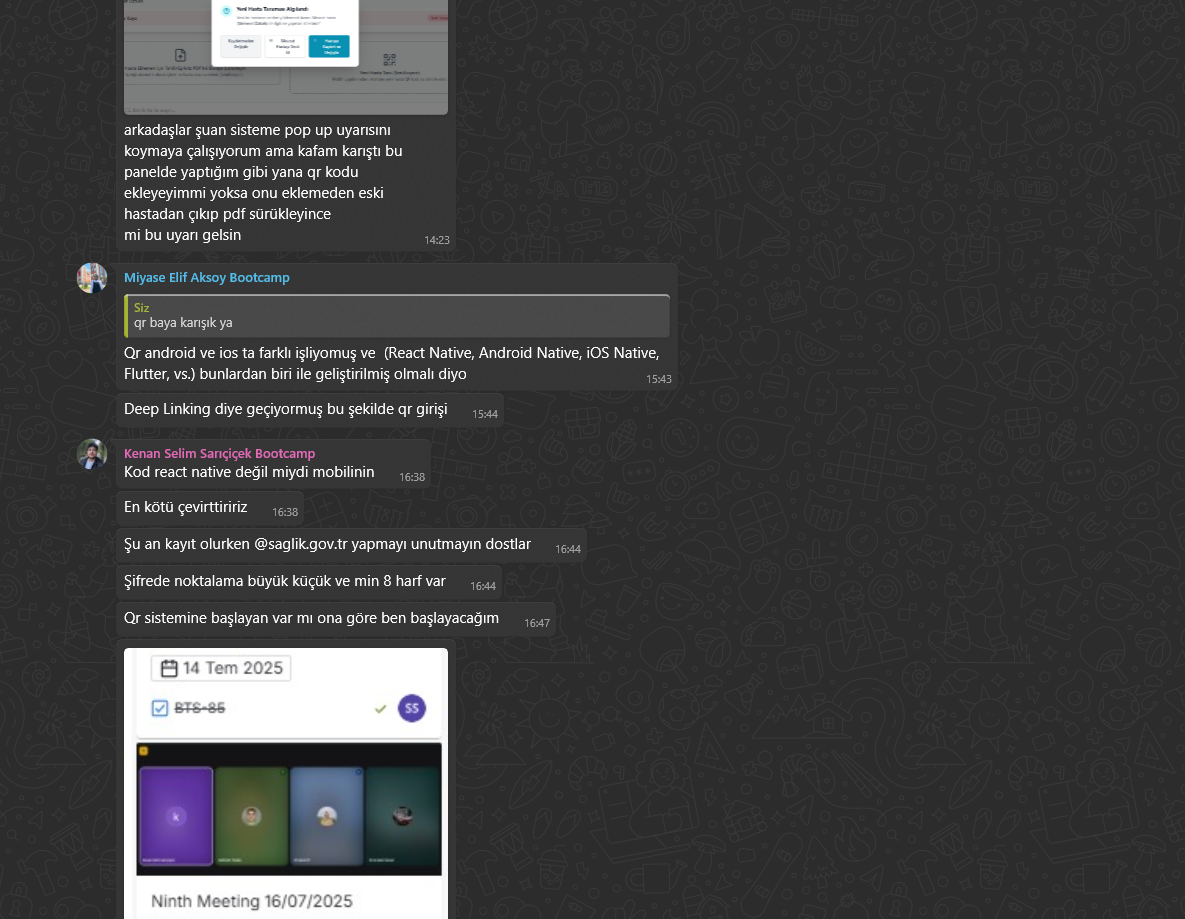 Yeni Hasta Taraması Algılandı
arkadaşlar şuan sisteme pop up uyarısını
koymaya çalışıyorum ama kafam karıştı bu
panelde yaptığım gibi yana qr kodu
ekleyeyimmi yoksa onu eklemeden eski
hastadan çıkıp pdf sürükleyince
mi bu uyarı gelsin
14:23
Miyase Elif Aksoy Bootcamp
Siz
qr baya karışık ya
Qr android ve ios ta farklı işliyomuş ve (React Native, Android Native, iOS Native,
Flutter, vs.) bunlardan biri ile geliştirilmiş olmalı diyo
15:43
Deep Linking diye geçiyormuş bu şekilde qr girişi
15:44
Kenan Selim Sarıçiçek Bootcamp
Kod react native değil miydi mobilinin
16:38
En kötü çevirttiririz
16:38
Şu an kayıt olurken @saglik.gov.tr yapmayı unutmayın dostlar
16:44
Şifrede noktalama büyük küçük ve min 8 harf var
16:44
Qr sistemine başlayan var mı ona göre ben başlayacağım
16:47
14 Tem 2025
BTS-85
SS
k
Ninth Meeting 16/07/2025